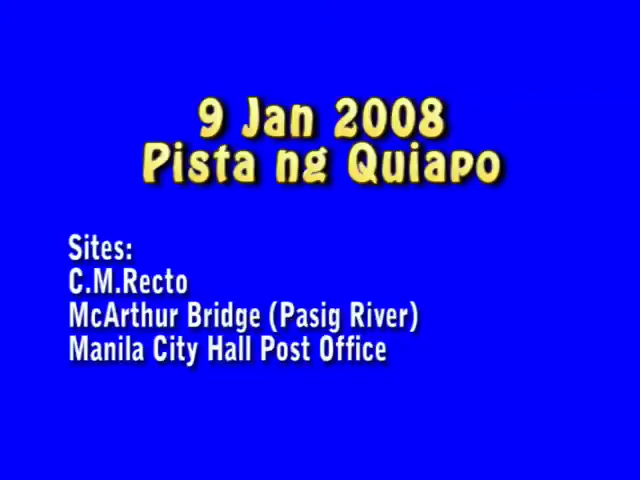 9 Jan 2008
Pista ng Quiapo
Sites:
C.M.Recto
McArthur Bridge (Pasig River)
Manila City Hall Post Office